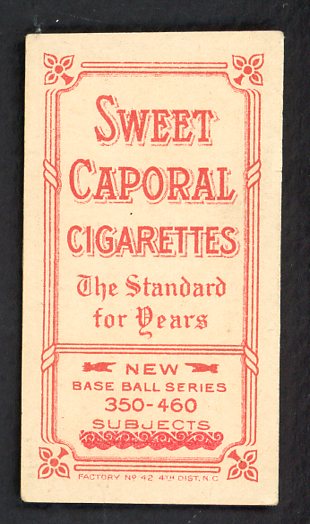 SWEET
CAPORAL
CIGARETTES
The Standard
for Years
NEW
BASE BALL SERIES
350-460
SUBJECTS
FACTORY Nº 42 4TH DIST. N.C.